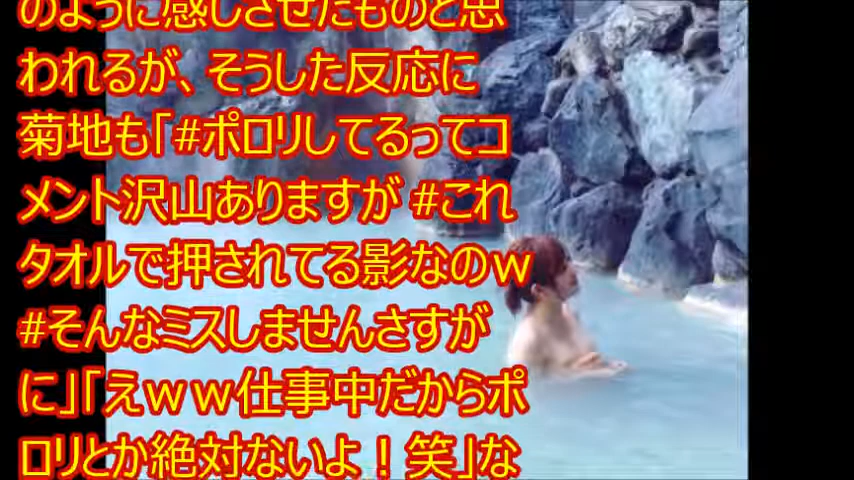 のように感じさせたものと思
われるが、そうした反応に
菊地も「#ポロリしてるってコ
メント沢山ありますが #これ
タオルで押されてる影なのｗ
#そんなミスしませんさすが
に」「えｗｗ仕事中だからポ
ロリとか絶対ないよ！笑」な